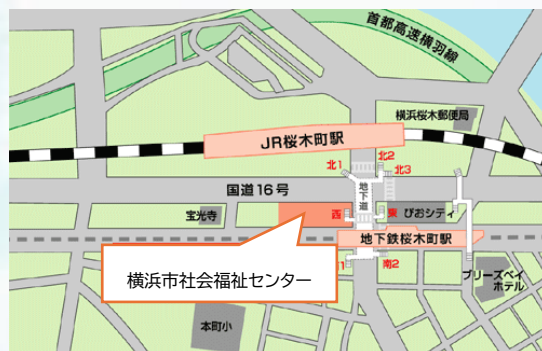 首都高速横羽線
横浜桜木郵便局
JR桜木町駅
北1
北2
北3
国道16号
地下道
宝光寺
西
東
ぴおシティ
地下鉄桜木町駅
横浜市社会福祉センター
1
南2
ブリーズベイ
ホテル
本町小